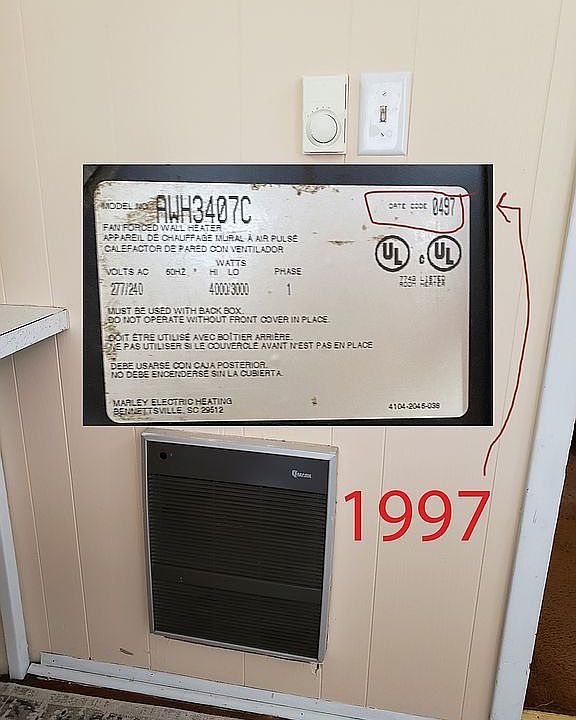 MODEL NO. AWH3407C
DATE CODE 0497
FAN FORCED WALL HEATER
APPAREIL DE CHAUFFAGE MURAL À AIR PULSÉ
CALEFACTOR DE PARED CON VENTILADOR
UL c UL
774B LISTED
ROOM HEATER
WATTS
VOLTS AC 60HZ HI LO PHASE
277/240 4000/3000 1
MUST BE USED WITH BACK BOX.
DO NOT OPERATE WITHOUT FRONT COVER IN PLACE.
DOIT ÊTRE UTILISÉ AVEC BOÎTIER ARRIÈRE.
NE PAS UTILISER SI LE COUVERCLE AVANT N'EST PAS EN PLACE
DEBE USARSE CON CAJA POSTERIOR.
NO DEBE ENCENDERSE SIN LA CUBIERTA.
MARLEY ELECTRIC HEATING
BENNETTSVILLE, SC 29512
4104-2046-038
1997